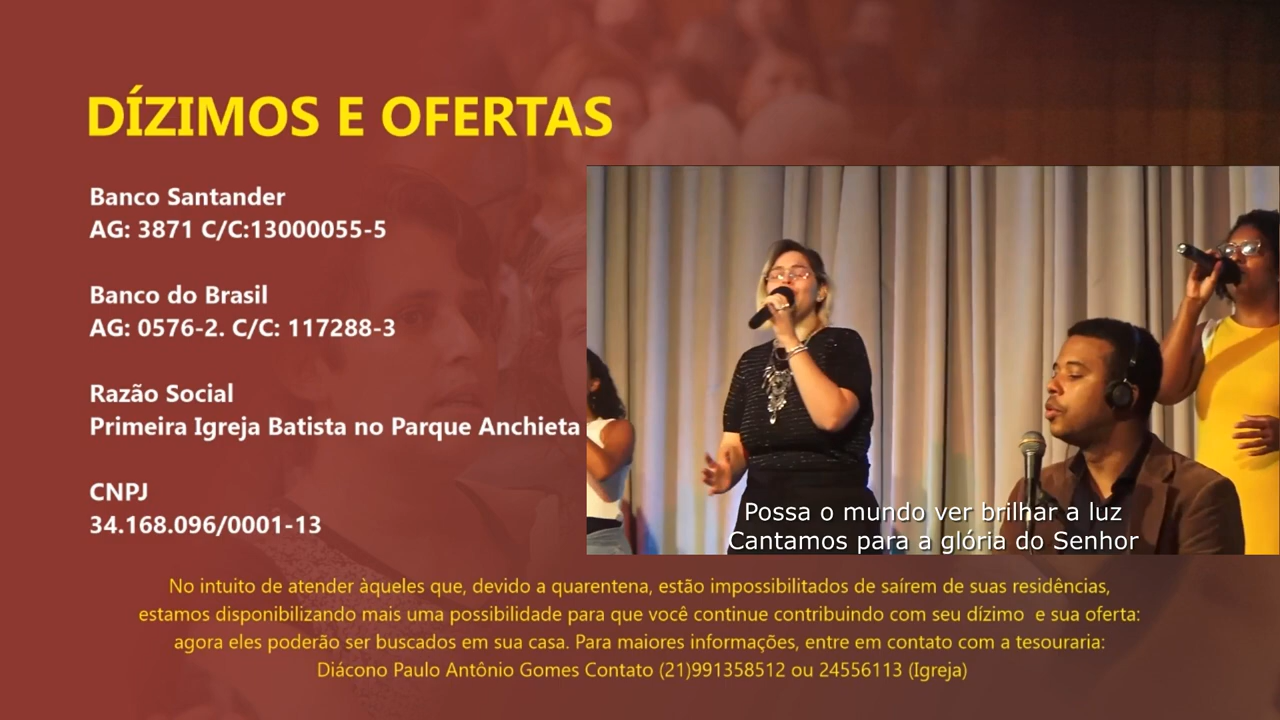 DÍZIMOS E OFERTAS
Banco Santander
AG: 3871 C/C:13000055-5
Banco do Brasil
AG: 0576-2. C/C: 117288-3
Razão Social
Primeira Igreja Batista no Parque Anchieta
CNPJ
34.168.096/0001-13
Possa o mundo ver brilhar a luz
Cantamos para a glória do Senhor
No intuito de atender àqueles que, devido a quarentena, estão impossibilitados de saírem de suas residências,
estamos disponibilizando mais uma possibilidade para que você continue contribuindo com seu dízimo  e sua oferta:
agora eles poderão ser buscados em sua casa. Para maiores informações, entre em contato com a tesouraria:
Diácono Paulo Antônio Gomes Contato (21)991358512 ou 24556113 (Igreja)